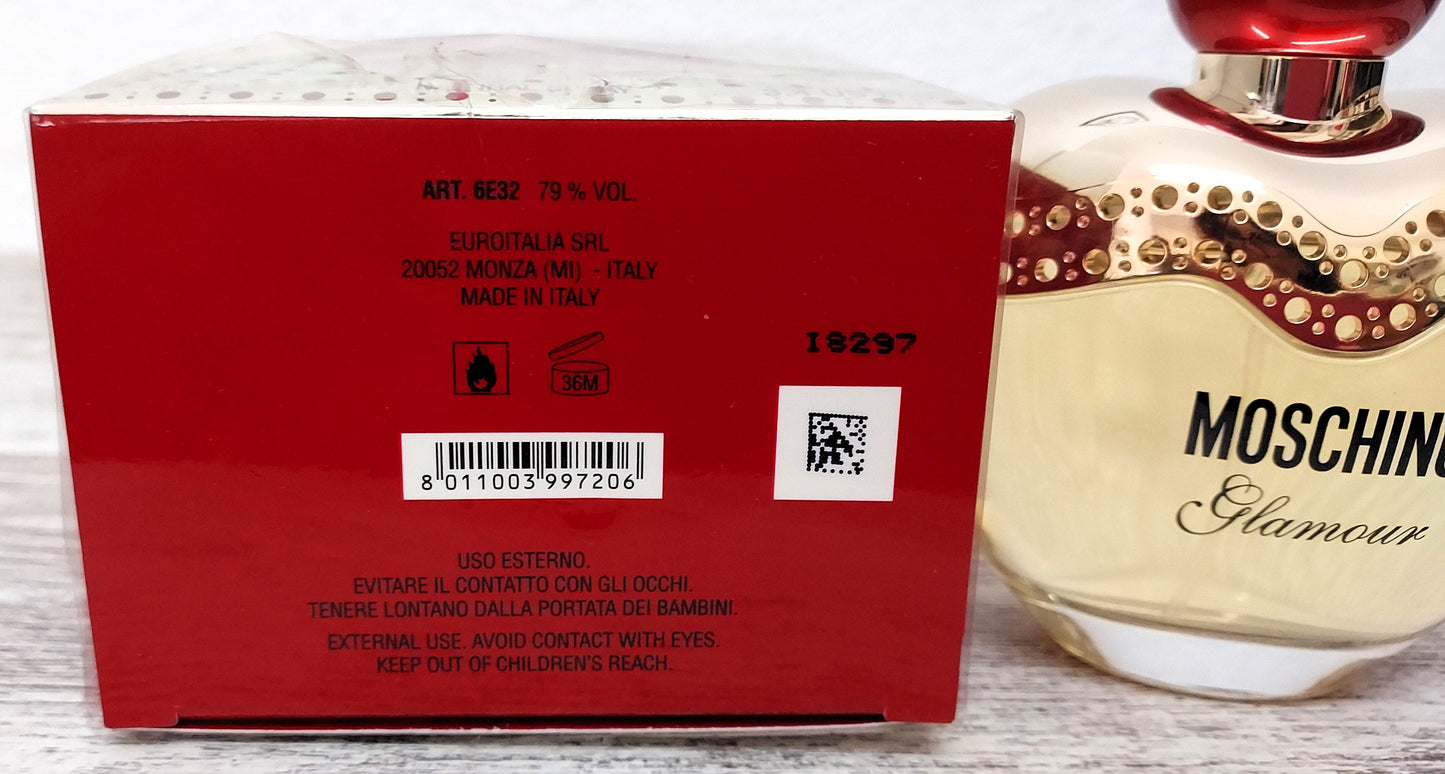 ART. 6E32 79 % VOL.
EUROITALIA SRL
20052 MONZA (MI) - ITALY
MADE IN ITALY
I8297
36M
8 011003 997206
USO ESTERNO.
EVITARE IL CONTATTO CON GLI OCCHI.
TENERE LONTANO DALLA PORTATA DEI BAMBINI.
EXTERNAL USE. AVOID CONTACT WITH EYES.
KEEP OUT OF CHILDREN'S REACH.
MOSCHINO
Glamour